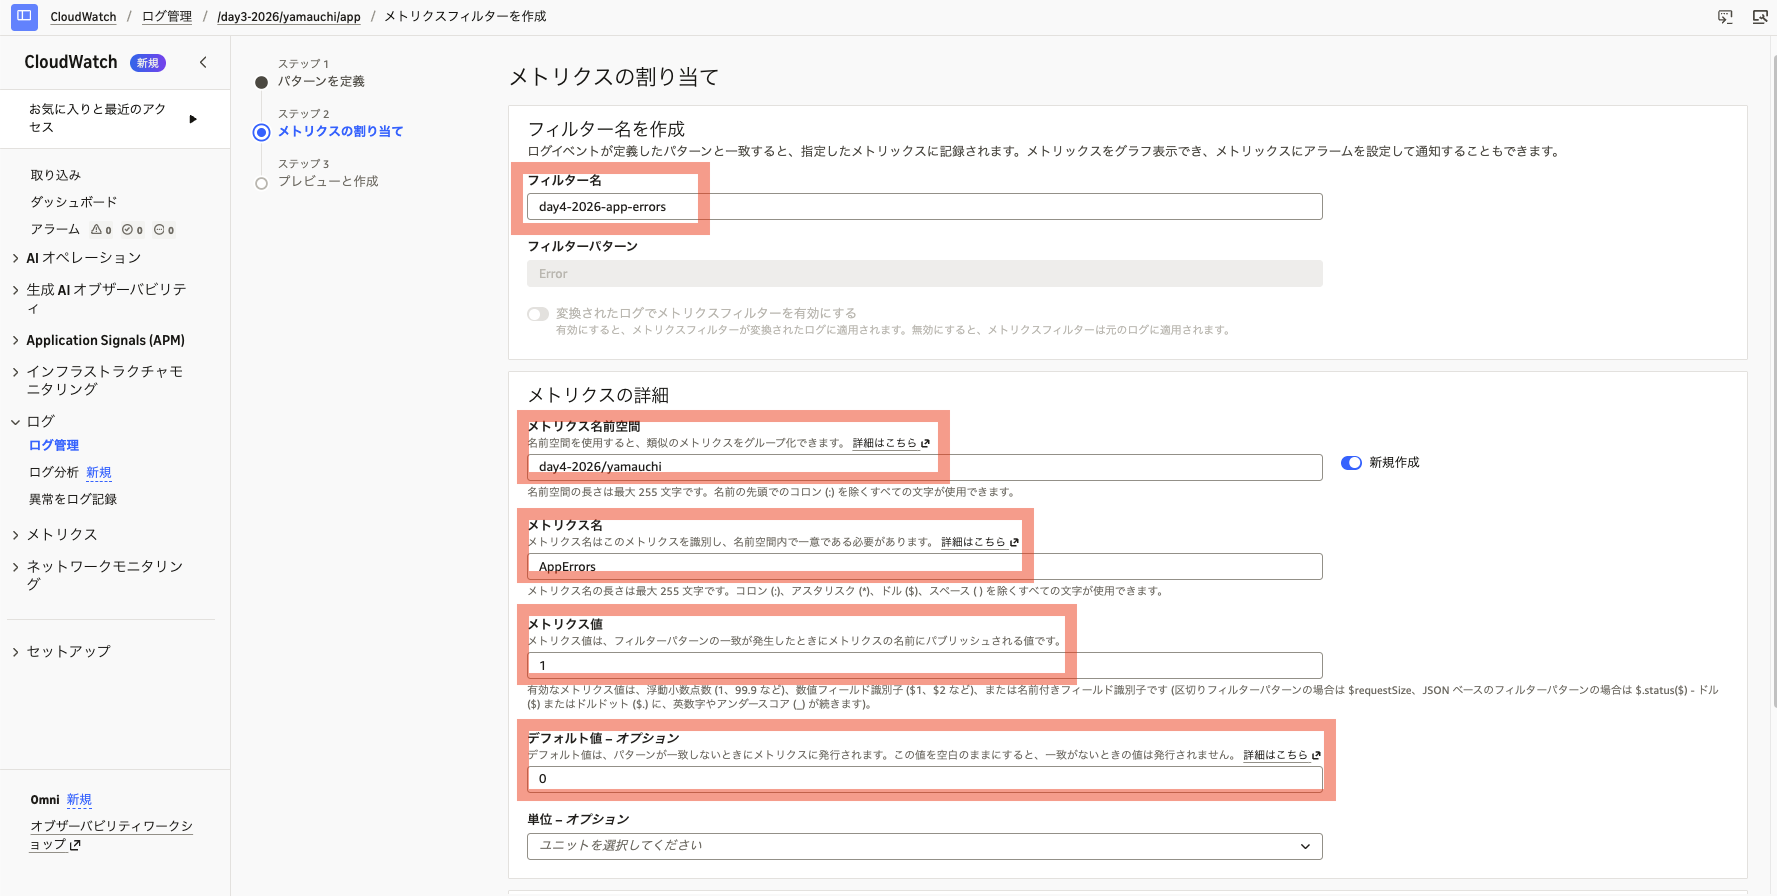 CloudWatch / ログ管理 / /day3-2026/yamauchi/app / メトリクスフィルターを作成
CloudWatch 新規
お気に入りと最近のアク
セス
取り込み
ダッシュボード
アラーム 0 0 0
AI オペレーション
生成 AI オブザーバビリテ
ィ
Application Signals (APM)
インフラストラクチャモ
ニタリング
ログ
ログ管理
ログ分析 新規
異常をログ記録
メトリクス
ネットワークモニタリン
グ
セットアップ
Omni 新規
オブザーバビリティワークシ
ョップ
ステップ 1
パターンを定義
ステップ 2
メトリクスの割り当て
ステップ 3
プレビューと作成
メトリクスの割り当て
フィルター名を作成
ログイベントが定義したパターンと一致すると、指定したメトリックスに記録されます。メトリックスをグラフ表示でき、メトリックスにアラームを設定して通知することもできます。
フィルター名
day4-2026-app-errors
フィルターパターン
Error
変換されたログでメトリクスフィルターを有効にする
有効にすると、メトリクスフィルターが変換されたログに適用されます。無効にすると、メトリクスフィルターは元のログに適用されます。
メトリクスの詳細
メトリクス名前空間
名前空間を使用すると、類似のメトリクスをグループ化できます。 詳細はこちら
day4-2026/yamauchi
新規作成
名前空間の長さは最大 255 文字です。名前の先頭でのコロン (:) を除くすべての文字が使用できます。
メトリクス名
メトリクス名はこのメトリクスを識別し、名前空間内で一意である必要があります。 詳細はこちら
AppErrors
メトリクス名の長さは最大 255 文字です。コロン (:)、アスタリスク (*)、ドル ($)、スペース ( ) を除くすべての文字が使用できます。
メトリクス値
メトリクス値は、フィルターパターンの一致が発生したときにメトリクスの名前にパブリッシュされる値です。
1
有効なメトリクス値は、浮動小数点数 (1、99.9 など)、数値フィールド識別子 ($1、$2 など)、または名前付きフィールド識別子です (区切りフィルターパターンの場合は $requestSize、JSON ベースのフィルターパターンの場合は $.status($) - ドル
($) またはドルドット ($.) に、英数字やアンダースコア (_) が続きます)。
デフォルト値 – オプション
デフォルト値は、パターンが一致しないときにメトリクスに発行されます。この値を空白のままにすると、一致がないときの値は発行されません。 詳細はこちら
0
単位 – オプション
ユニットを選択してください